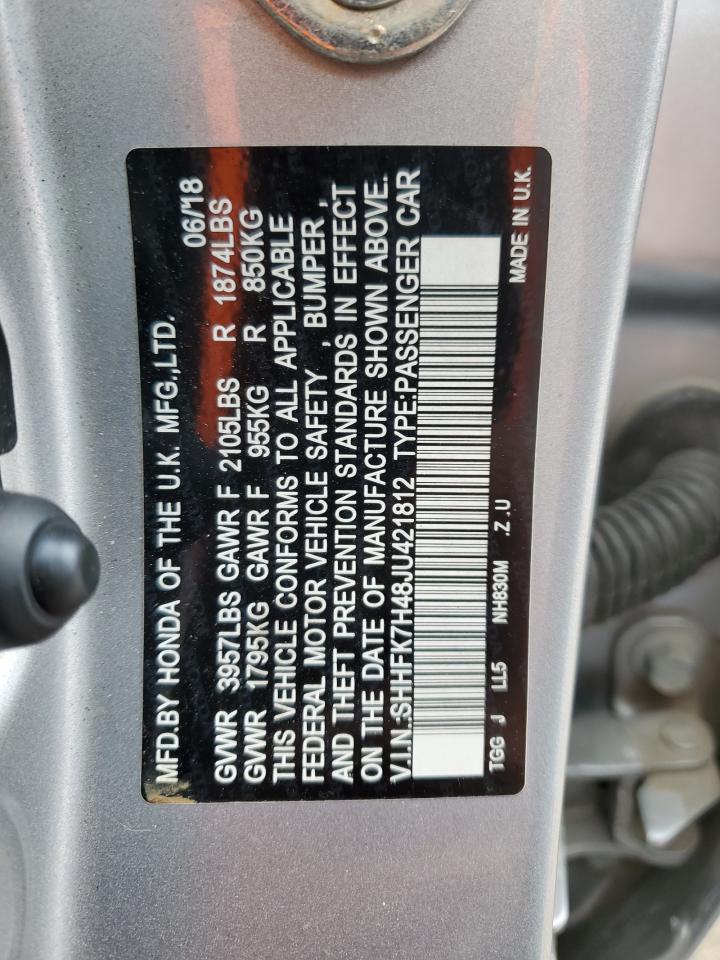 MFD.BY HONDA OF THE U.K. MFG.,LTD. 06/18
GVWR 3957LBS GAWR F 2105LBS R 1874LBS
GVWR 1795KG GAWR F 955KG R 850KG
THIS VEHICLE CONFORMS TO ALL APPLICABLE
FEDERAL MOTOR VEHICLE SAFETY , BUMPER ,
AND THEFT PREVENTION STANDARDS IN EFFECT
ON THE DATE OF MANUFACTURE SHOWN ABOVE.
V.I.N.:SHHFK7H48JU421812 TYPE:PASSENGER CAR
TGG J LL5 NH830M .Z .U MADE IN U.K.